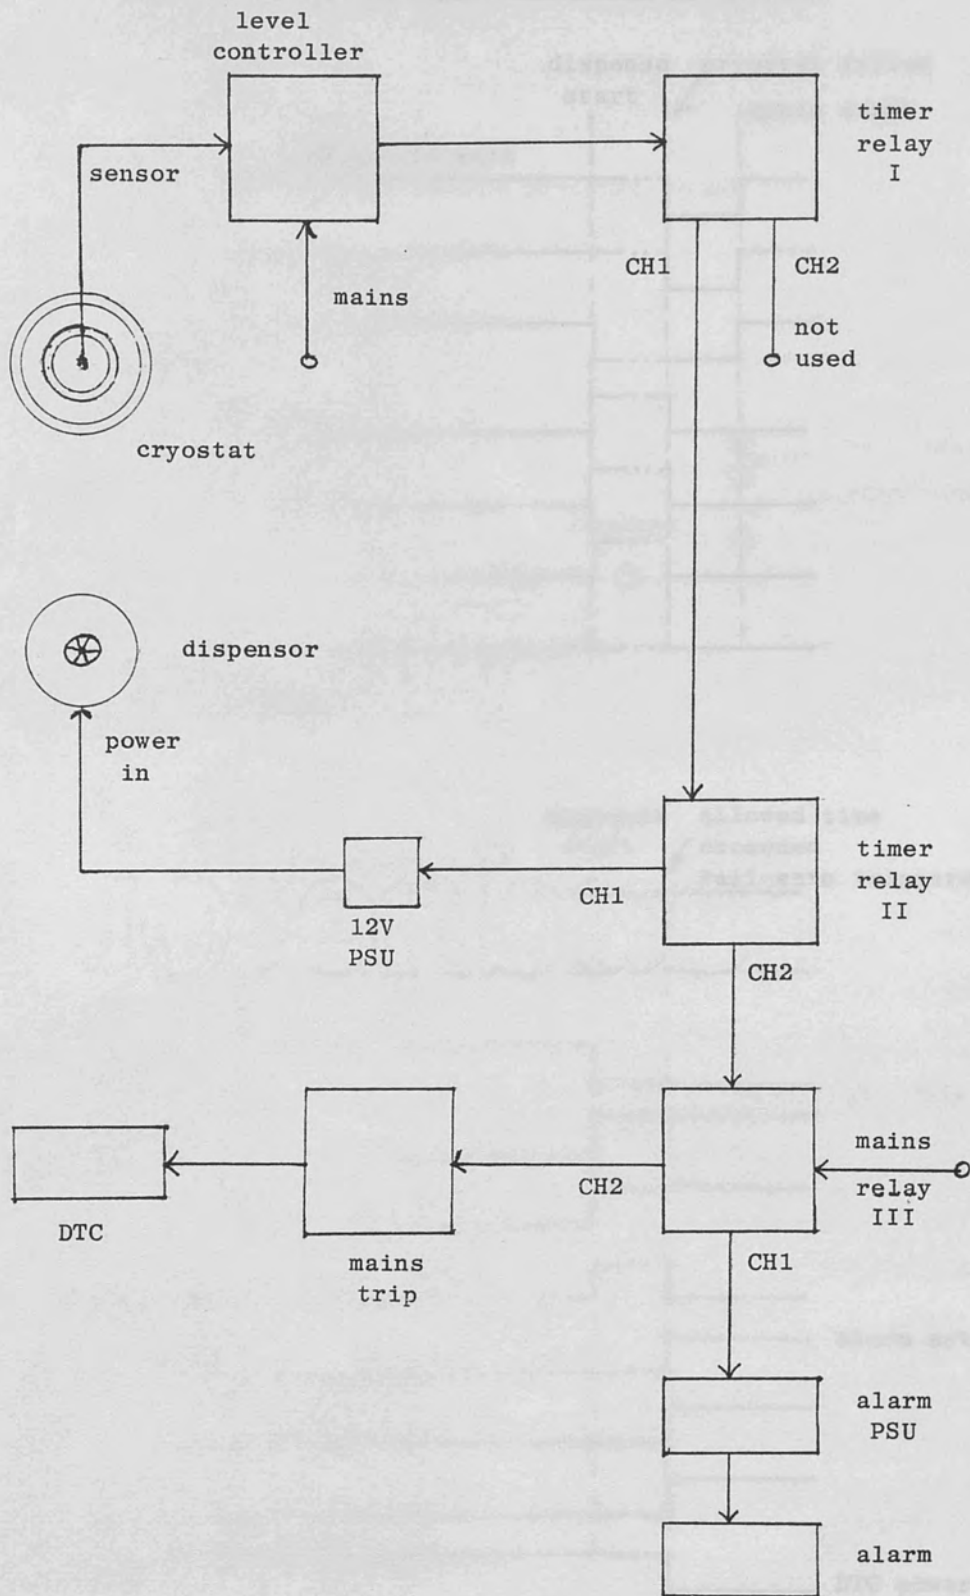 level
controller
timer
relay
I
sensor
CH1
CH2
mains
not
used
cryostat
dispensor
power
in
timer
relay
II
CH1
12V
PSU
CH2
mains
relay
III
CH2
DTC
mains
trip
CH1
alarm
PSU
alarm